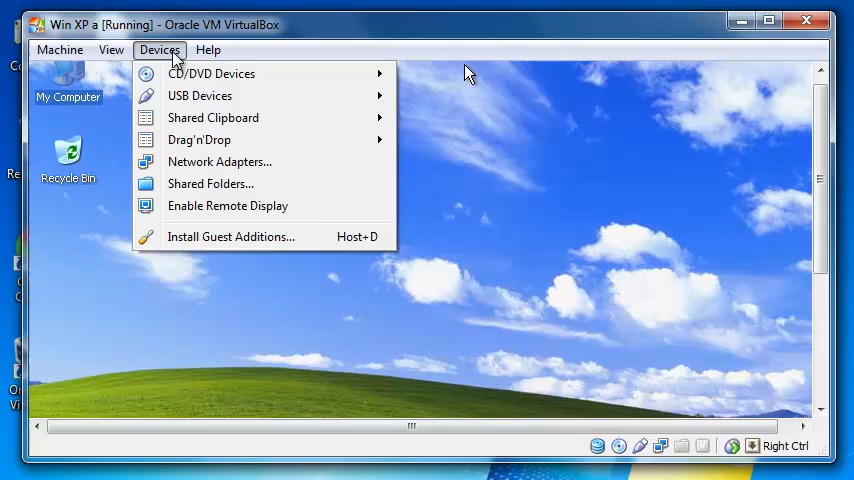 Win XP a [Running] - Oracle VM VirtualBox
Machine View Devices Help
My Computer
Recycle Bin
CD/DVD Devices
USB Devices
Shared Clipboard
Drag'n'Drop
Network Adapters...
Shared Folders...
Enable Remote Display
Install Guest Additions... Host+D
Right Ctrl